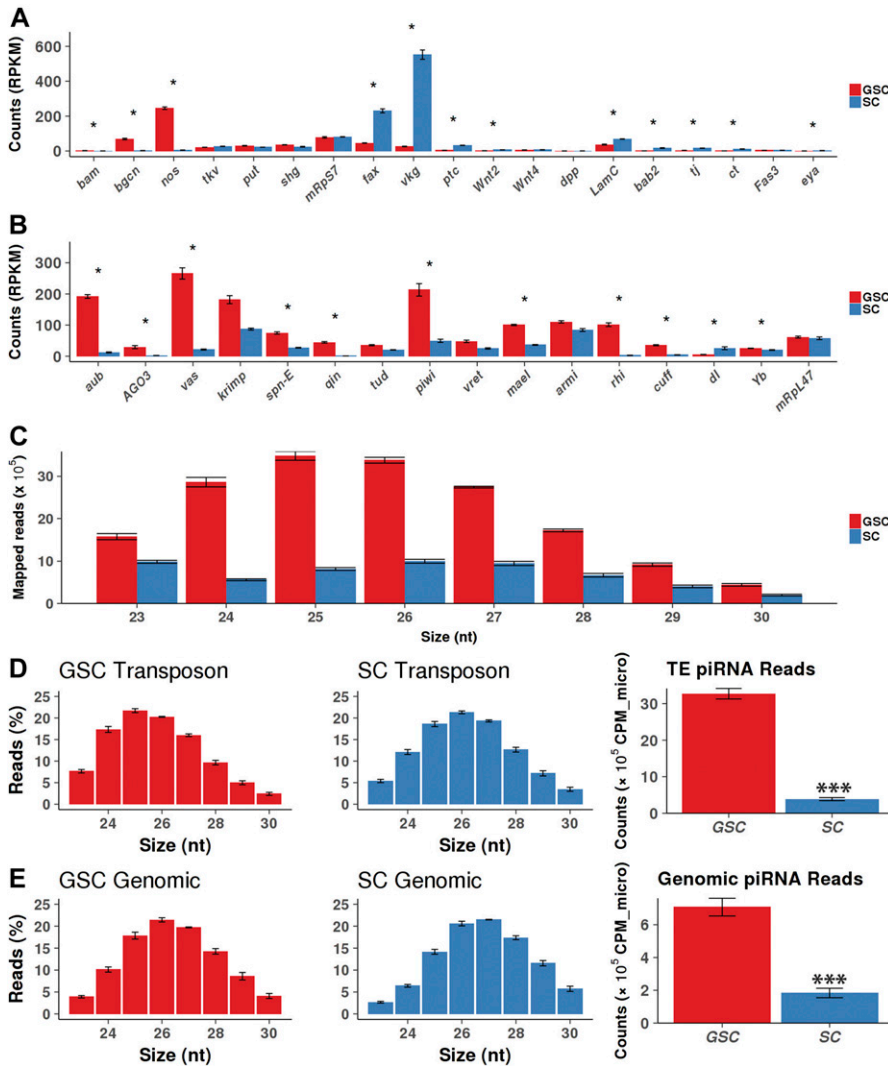 A
Counts (RPKM)
600
400
200
0
* * * * * * * * * * * *
bam bgcn nos tkv put shg mRpS7 fax vkg ptc Wnt2 Wnt4 dpp LamC bab2 tj ct Fas3 eya
GSC
SC
B
Counts (RPKM)
300
200
100
0
* * * * * * * * * * *
aub AGO3 vas krimp spn-E qin tud piwi vret mael armi rhi cuff dl Yb mRpL47
GSC
SC
C
Mapped reads (x 10⁵)
30
20
10
0
23 24 25 26 27 28 29 30
Size (nt)
GSC
SC
D
GSC Transposon
Reads (%)
25
20
15
10
5
0
24 26 28 30
Size (nt)
SC Transposon
25
20
15
10
5
0
24 26 28 30
Size (nt)
TE piRNA Reads
Counts (× 10⁵ CPM_micro)
30
20
10
0
***
GSC SC
E
GSC Genomic
Reads (%)
25
20
15
10
5
0
24 26 28 30
Size (nt)
SC Genomic
25
20
15
10
5
0
24 26 28 30
Size (nt)
Genomic piRNA Reads
Counts (× 10⁵ CPM_micro)
6
4
2
0
***
GSC SC